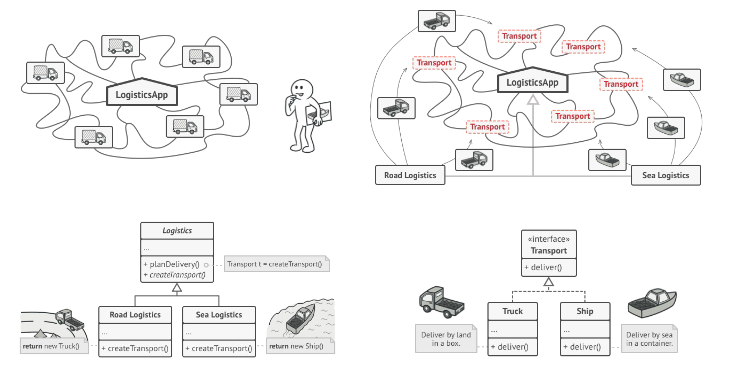 LogisticsApp
Transport
Transport
Transport
LogisticsApp
Transport
Transport
Transport
Road Logistics
Sea Logistics
Logistics
...
+ planDelivery()
+ createTransport()
Transport t = createTransport()
Road Logistics
...
+ createTransport()
Sea Logistics
...
+ createTransport()
return new Truck()
return new Ship()
«interface»
Transport
+ deliver()
Truck
...
+ deliver()
Ship
...
+ deliver()
Deliver by land
in a box.
Deliver by sea
in a container.